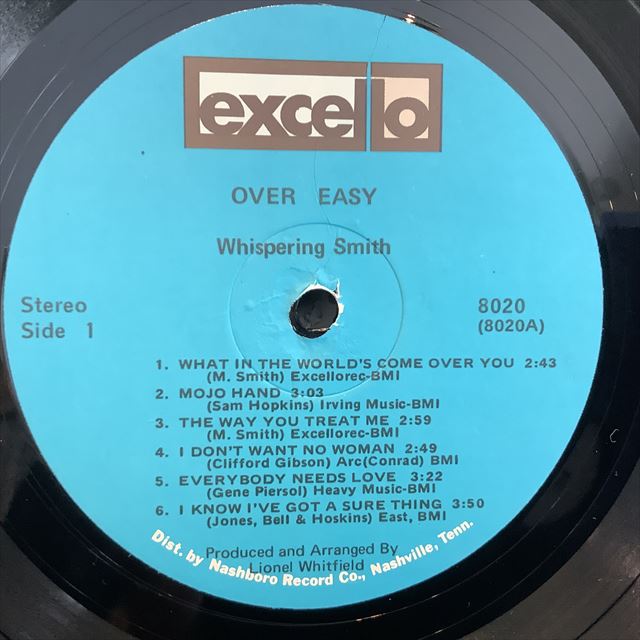 excello
OVER EASY
Whispering Smith
Stereo
Side 1
8020
(8020A)
1. WHAT IN THE WORLD'S COME OVER YOU 2:43
(M. Smith) Excellorec-BMI
2. MOJO HAND 3:03
(Sam Hopkins) Irving Music-BMI
3. THE WAY YOU TREAT ME 2:59
(M. Smith) Excellorec-BMI
4. I DON'T WANT NO WOMAN 2:49
(Clifford Gibson) Arc(Conrad) BMI
5. EVERYBODY NEEDS LOVE 3:22
(Gene Piersol) Heavy Music-BMI
6. I KNOW I'VE GOT A SURE THING 3:50
(Jones, Bell & Hoskins) East, BMI
Produced and Arranged By
Lionel Whitfield
Dist. by Nashboro Record Co., Nashville, Tenn.